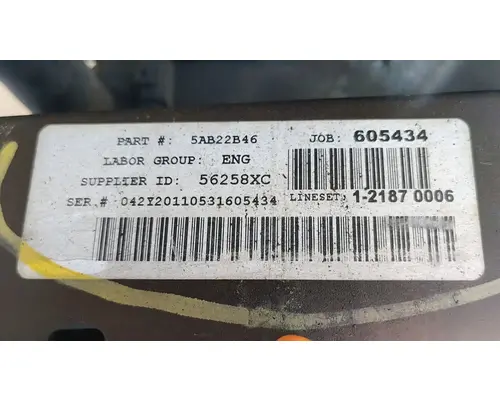 PART #: 5AB22B46 JOB: 605434
LABOR GROUP: ENG
SUPPLIER ID: 56258XC
SER.# 042Y20110531605434 LINESET: 1-2187 0006